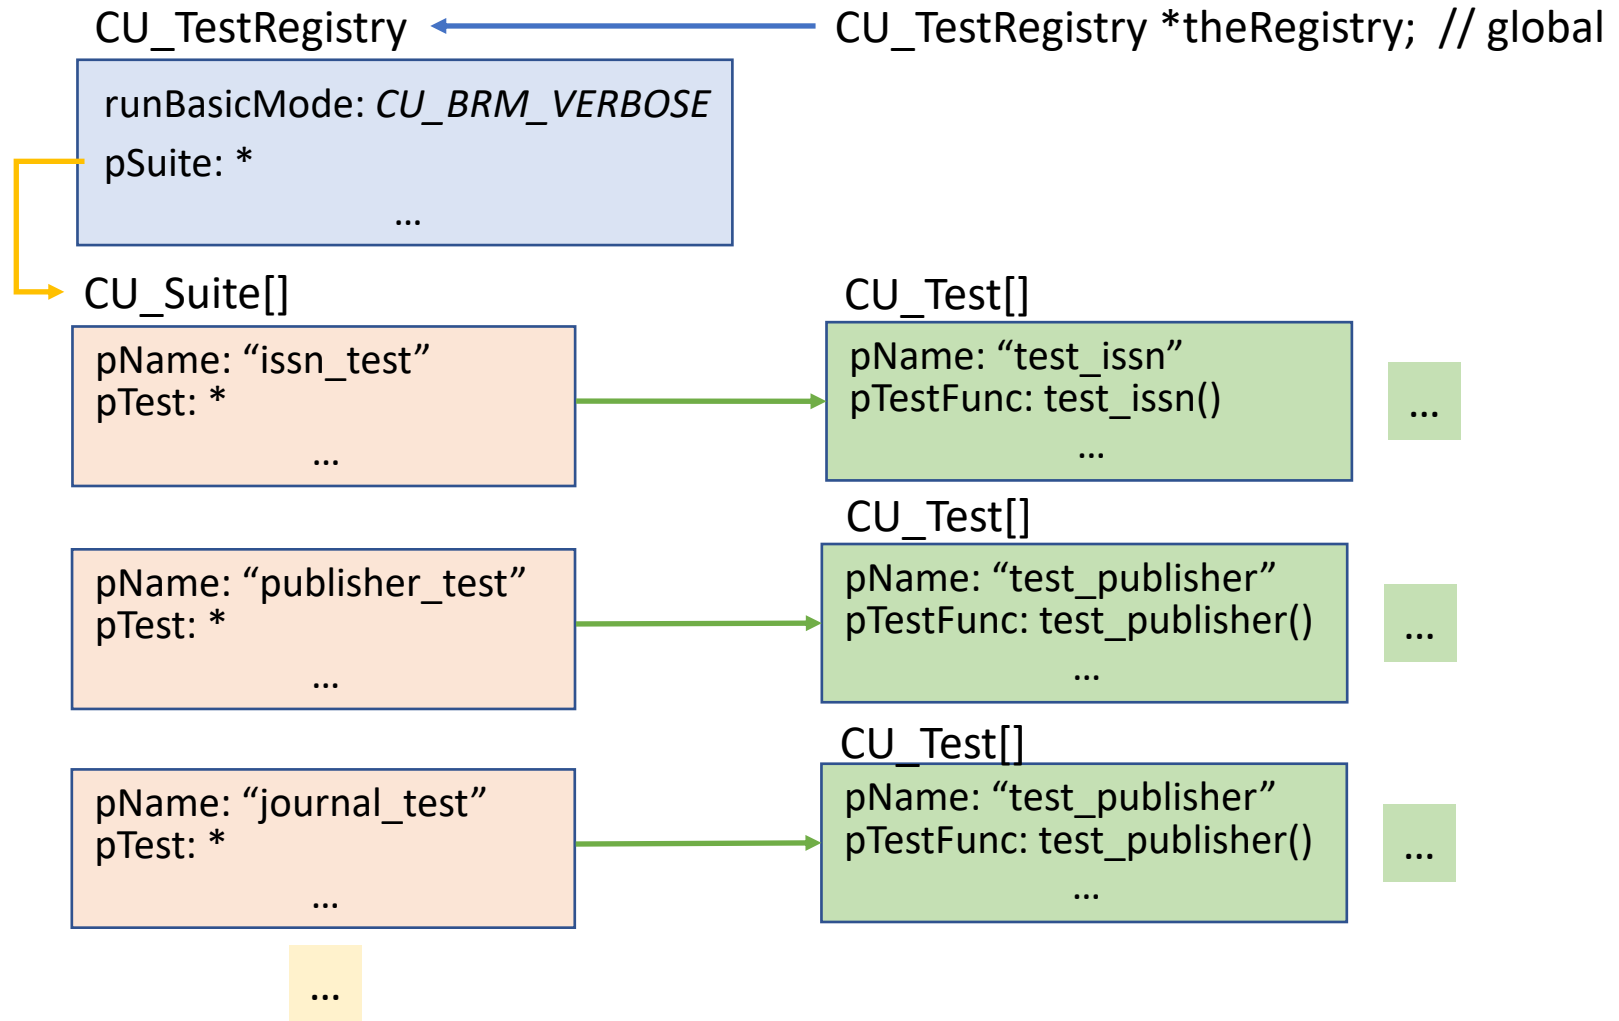 CU_TestRegistry
CU_TestRegistry *theRegistry; // global
runBasicMode: CU_BRM_VERBOSE
pSuite: *
...
CU_Suite[]
CU_Test[]
pName: “issn_test”
pTest: *
...
pName: “test_issn”
pTestFunc: test_issn()
...
...
CU_Test[]
pName: “publisher_test”
pTest: *
...
pName: “test_publisher”
pTestFunc: test_publisher()
...
...
CU_Test[]
pName: “journal_test”
pTest: *
...
pName: “test_publisher”
pTestFunc: test_publisher()
...
...
...